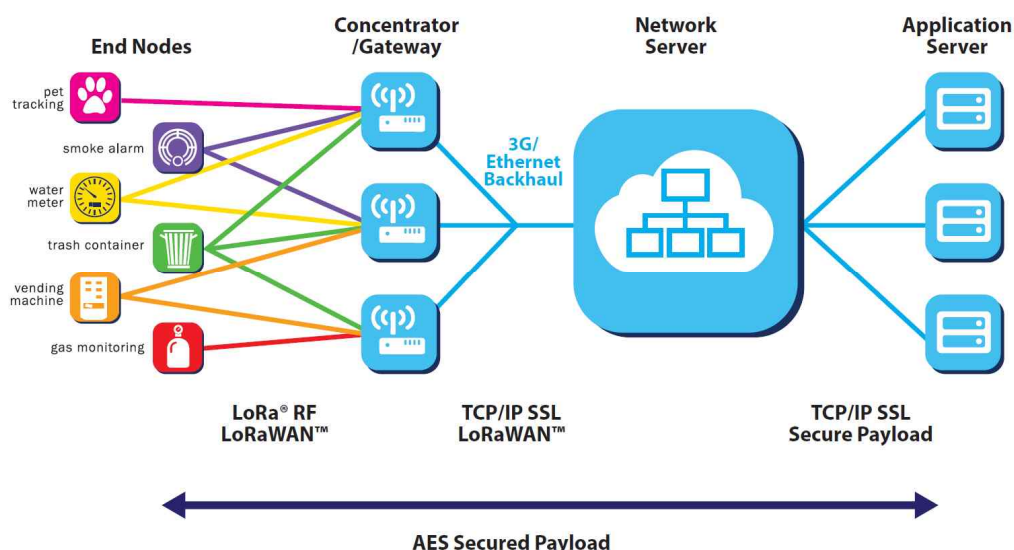 End Nodes
Concentrator
/Gateway
Network
Server
Application
Server
pet
tracking
smoke alarm
water
meter
trash container
vending
machine
gas monitoring
3G/
Ethernet
Backhaul
LoRa® RF
LoRaWAN™
TCP/IP SSL
LoRaWAN™
TCP/IP SSL
Secure Payload
AES Secured Payload